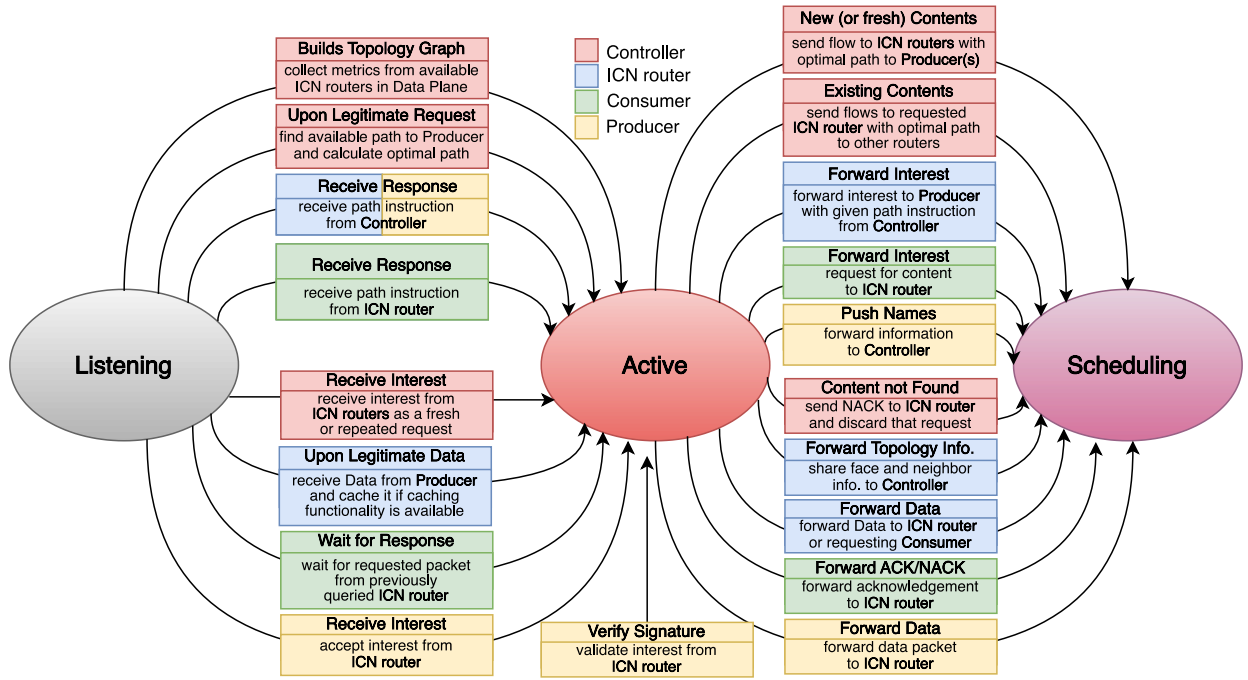 Builds Topology Graph
collect metrics from available
ICN routers in Data Plane
Upon Legitimate Request
find available path to Producer
and calculate optimal path
Receive Response
receive path instruction
from Controller
Receive Response
receive path instruction
from ICN router
Controller
ICN router
Consumer
Producer
New (or fresh) Contents
send flow to ICN routers with
optimal path to Producer(s)
Existing Contents
send flows to requested
ICN router with optimal path
to other routers
Forward Interest
forward interest to Producer
with given path instruction
from Controller
Forward Interest
request for content
to ICN router
Push Names
forward information
to Controller
Listening
Active
Scheduling
Receive Interest
receive interest from
ICN routers as a fresh
or repeated request
Upon Legitimate Data
receive Data from Producer
and cache it if caching
functionality is available
Wait for Response
wait for requested packet
from previously
queried ICN router
Receive Interest
accept interest from
ICN router
Verify Signature
validate interest from
ICN router
Content not Found
send NACK to ICN router
and discard that request
Forward Topology Info.
share face and neighbor
info. to Controller
Forward Data
forward Data to ICN router
or requesting Consumer
Forward ACK/NACK
forward acknowledgement
to ICN router
Forward Data
forward data packet
to ICN router